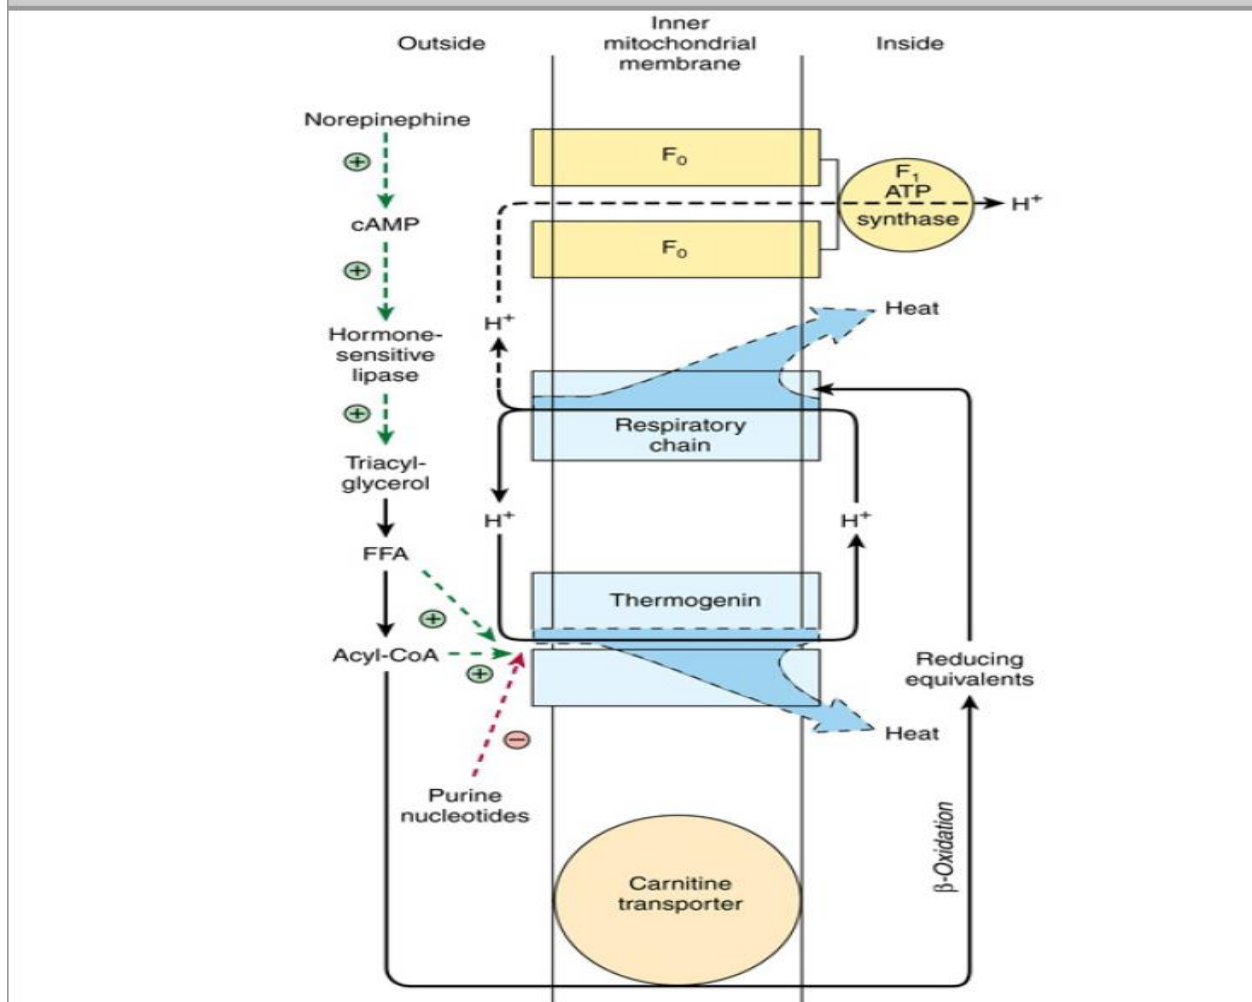 Outside
Inner
mitochondrial
membrane
Inside
Norepinephine
+
cAMP
+
Hormone-
sensitive
lipase
+
Triacyl-
glycerol
FFA
+
Acyl-CoA
+
−
Purine
nucleotides
F₀
F₀
F₁
ATP
synthase
H⁺
H⁺
Heat
Respiratory
chain
H⁺
H⁺
Thermogenin
Reducing
equivalents
Heat
β-Oxidation
Carnitine
transporter